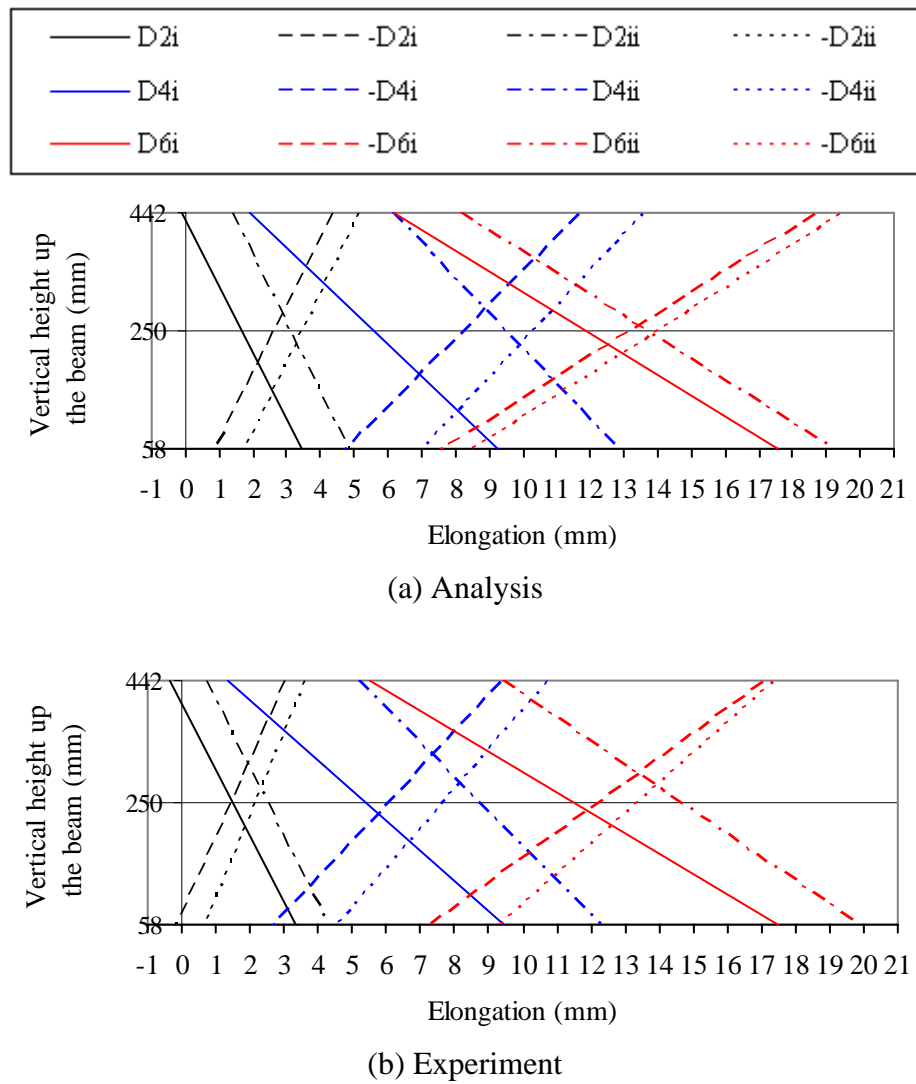 D2i -D2i D2ii -D2ii
D4i -D4i D4ii -D4ii
D6i -D6i D6ii -D6ii
442
250
58
Vertical height up
the beam (mm)
-1 0 1 2 3 4 5 6 7 8 9 10 11 12 13 14 15 16 17 18 19 20 21
Elongation (mm)
(a) Analysis
442
250
58
Vertical height up
the beam (mm)
-1 0 1 2 3 4 5 6 7 8 9 10 11 12 13 14 15 16 17 18 19 20 21
Elongation (mm)
(b) Experiment